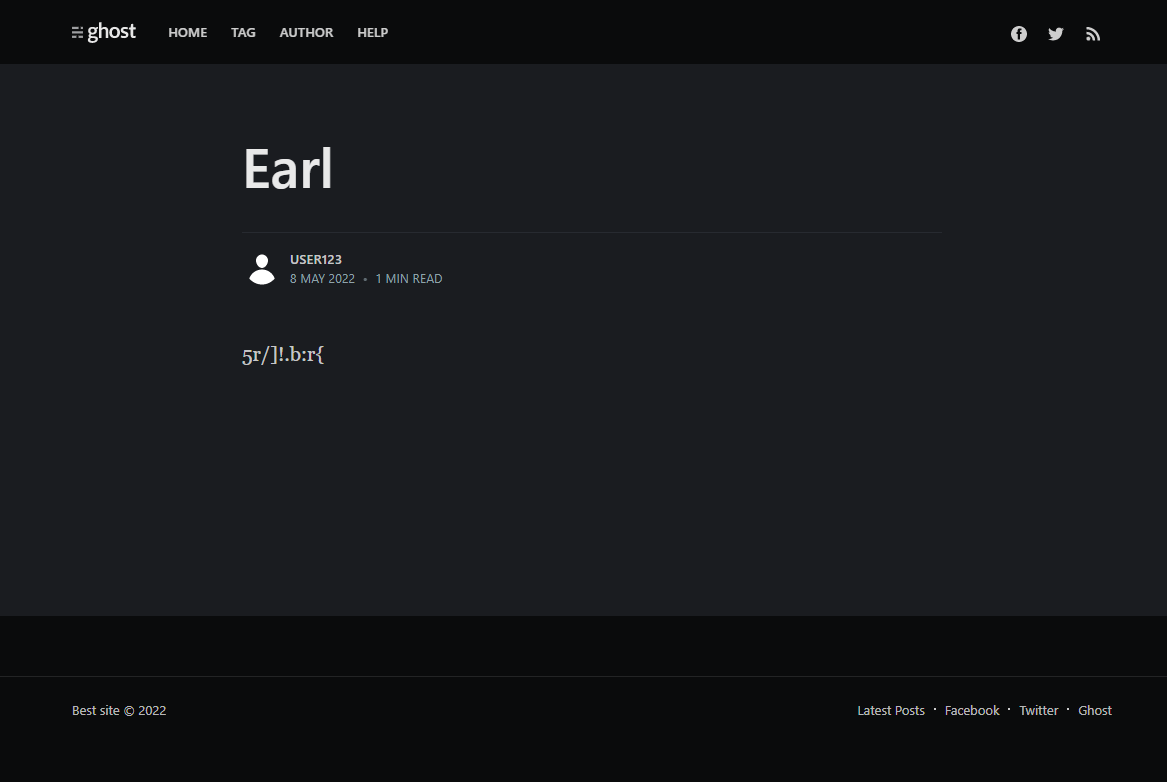 ghost HOME TAG AUTHOR HELP
Earl
USER123
8 MAY 2022 • 1 MIN READ
5r/]!.b:r{
Best site © 2022 Latest Posts · Facebook · Twitter · Ghost